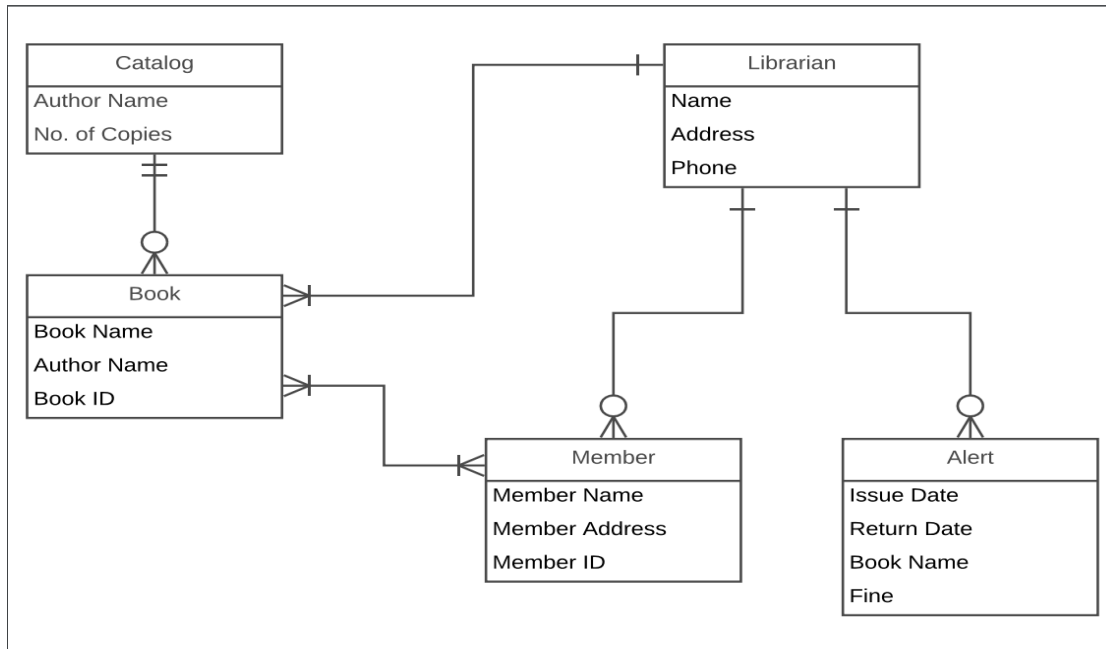 Catalog
Author Name
No. of Copies
Librarian
Name
Address
Phone
Book
Book Name
Author Name
Book ID
Member
Member Name
Member Address
Member ID
Alert
Issue Date
Return Date
Book Name
Fine